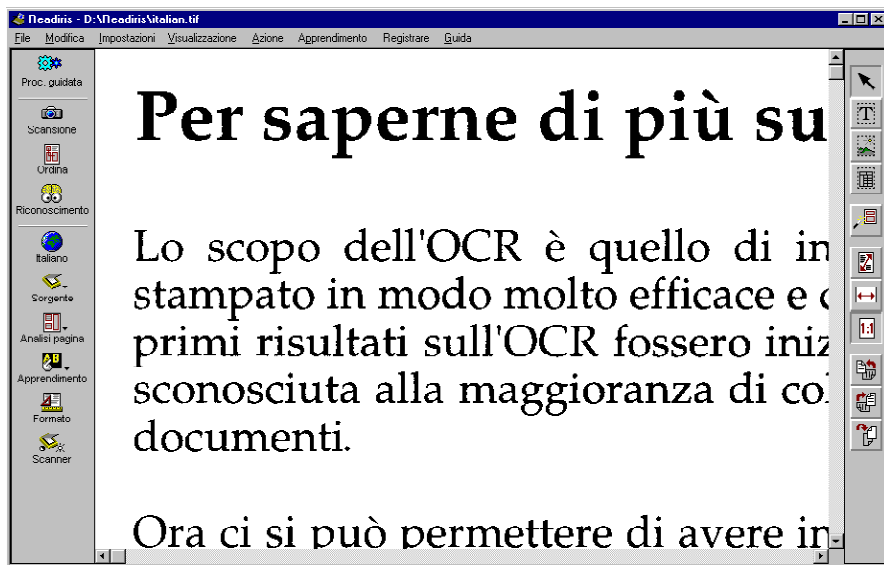 Readiris - D:\Readiris\italian.tif
File Modifica Impostazioni Visualizzazione Azione Apprendimento Registrare Guida
Proc. guidata
Scansione
Ordina
Riconoscimento
Italiano
Sorgente
Analisi pagina
Apprendimento
Formato
Scanner
Per saperne di più su
Lo scopo dell'OCR è quello di in
stampato in modo molto efficace e
primi risultati sull'OCR fossero iniz
sconosciuta alla maggioranza di col
documenti.
Ora ci si può permettere di avere in
T
1:1